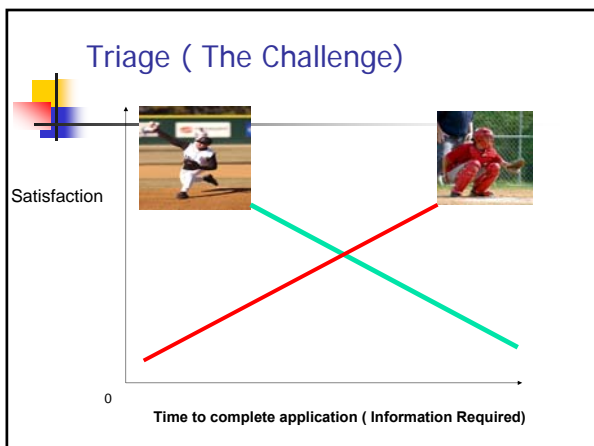 Triage ( The Challenge)
Satisfaction
0
Time to complete application ( Information Required)